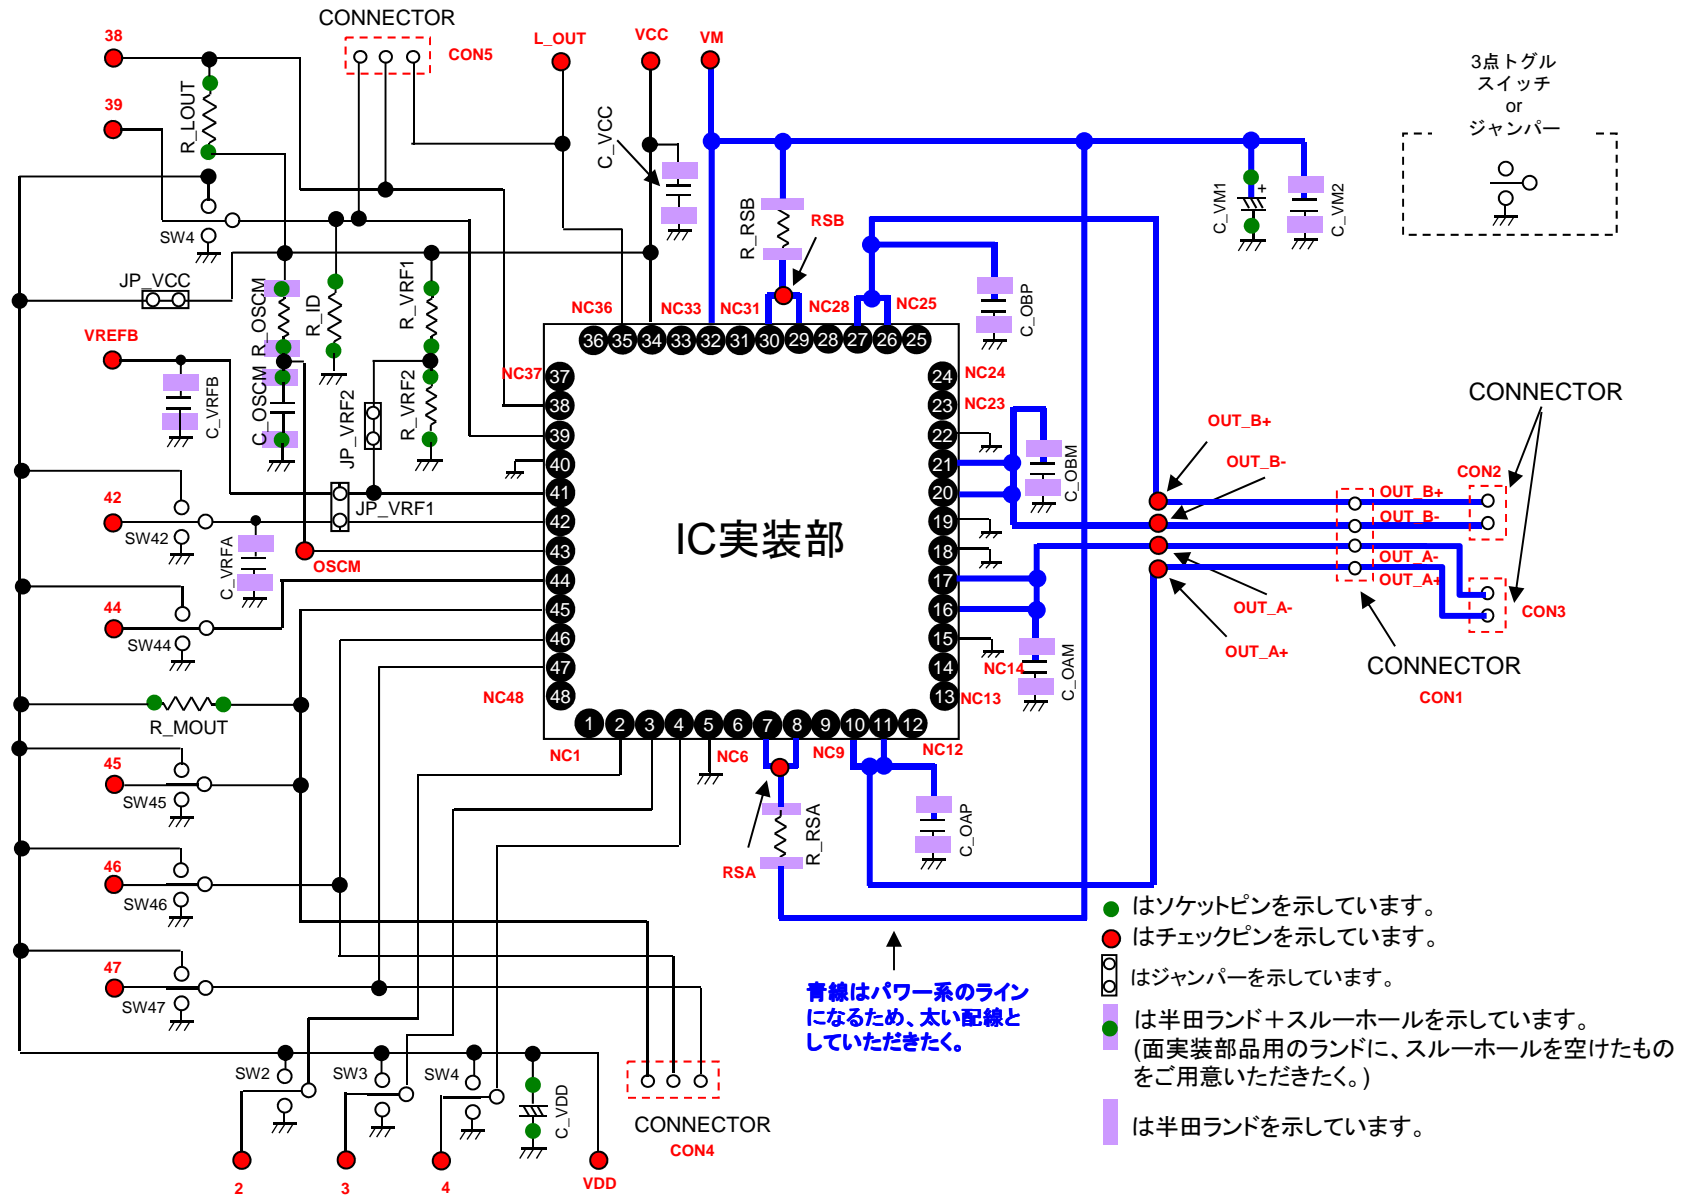 CONNECTOR
38
CON5
L_OUT
VCC
VM
39
R_LOUT
C_VCC
3点トグル
スイッチ
or
ジャンパー
SW4
JP_VCC
R_RSB
RSB
C_VM1
+
C_VM2
VREFB
R_OSCM
R_ID
R_VRF1
NC36
NC33
NC31
NC28
NC25
C_OBP
36
35
34
33
32
31
30
29
28
27
26
25
C_VRFB
C_OSCM
JP_VRF2
R_VRF2
NC37
37
38
39
40
41
42
43
44
45
46
47
48
IC実装部
24
23
22
21
20
19
18
17
16
15
14
13
NC24
NC23
C_OBM
NC14
NC13
C_OAM
42
SW42
C_VRFA
JP_VRF1
OSCM
44
SW44
R_MOUT
NC48
45
SW45
46
SW46
47
SW47
1
2
3
4
5
6
7
8
9
10
11
12
NC1
NC6
NC9
NC12
RSA
R_RSA
C_OAP
OUT_B+
OUT_B-
OUT_A-
OUT_A+
OUT_B+
OUT_B-
OUT_A-
OUT_A+
CONNECTOR
CON2
CON3
CONNECTOR
CON1
はソケットピンを示しています。
はチェックピンを示しています。
はジャンパーを示しています。
は半田ランド＋スルーホールを示しています。
(面実装部品用のランドに、スルーホールを空けたもの
をご用意いただきたく。)
は半田ランドを示しています。
青線はパワー系のライン
になるため、太い配線と
していただきたく。
SW2
SW3
SW4
C_VDD
CONNECTOR
CON4
2
3
4
VDD